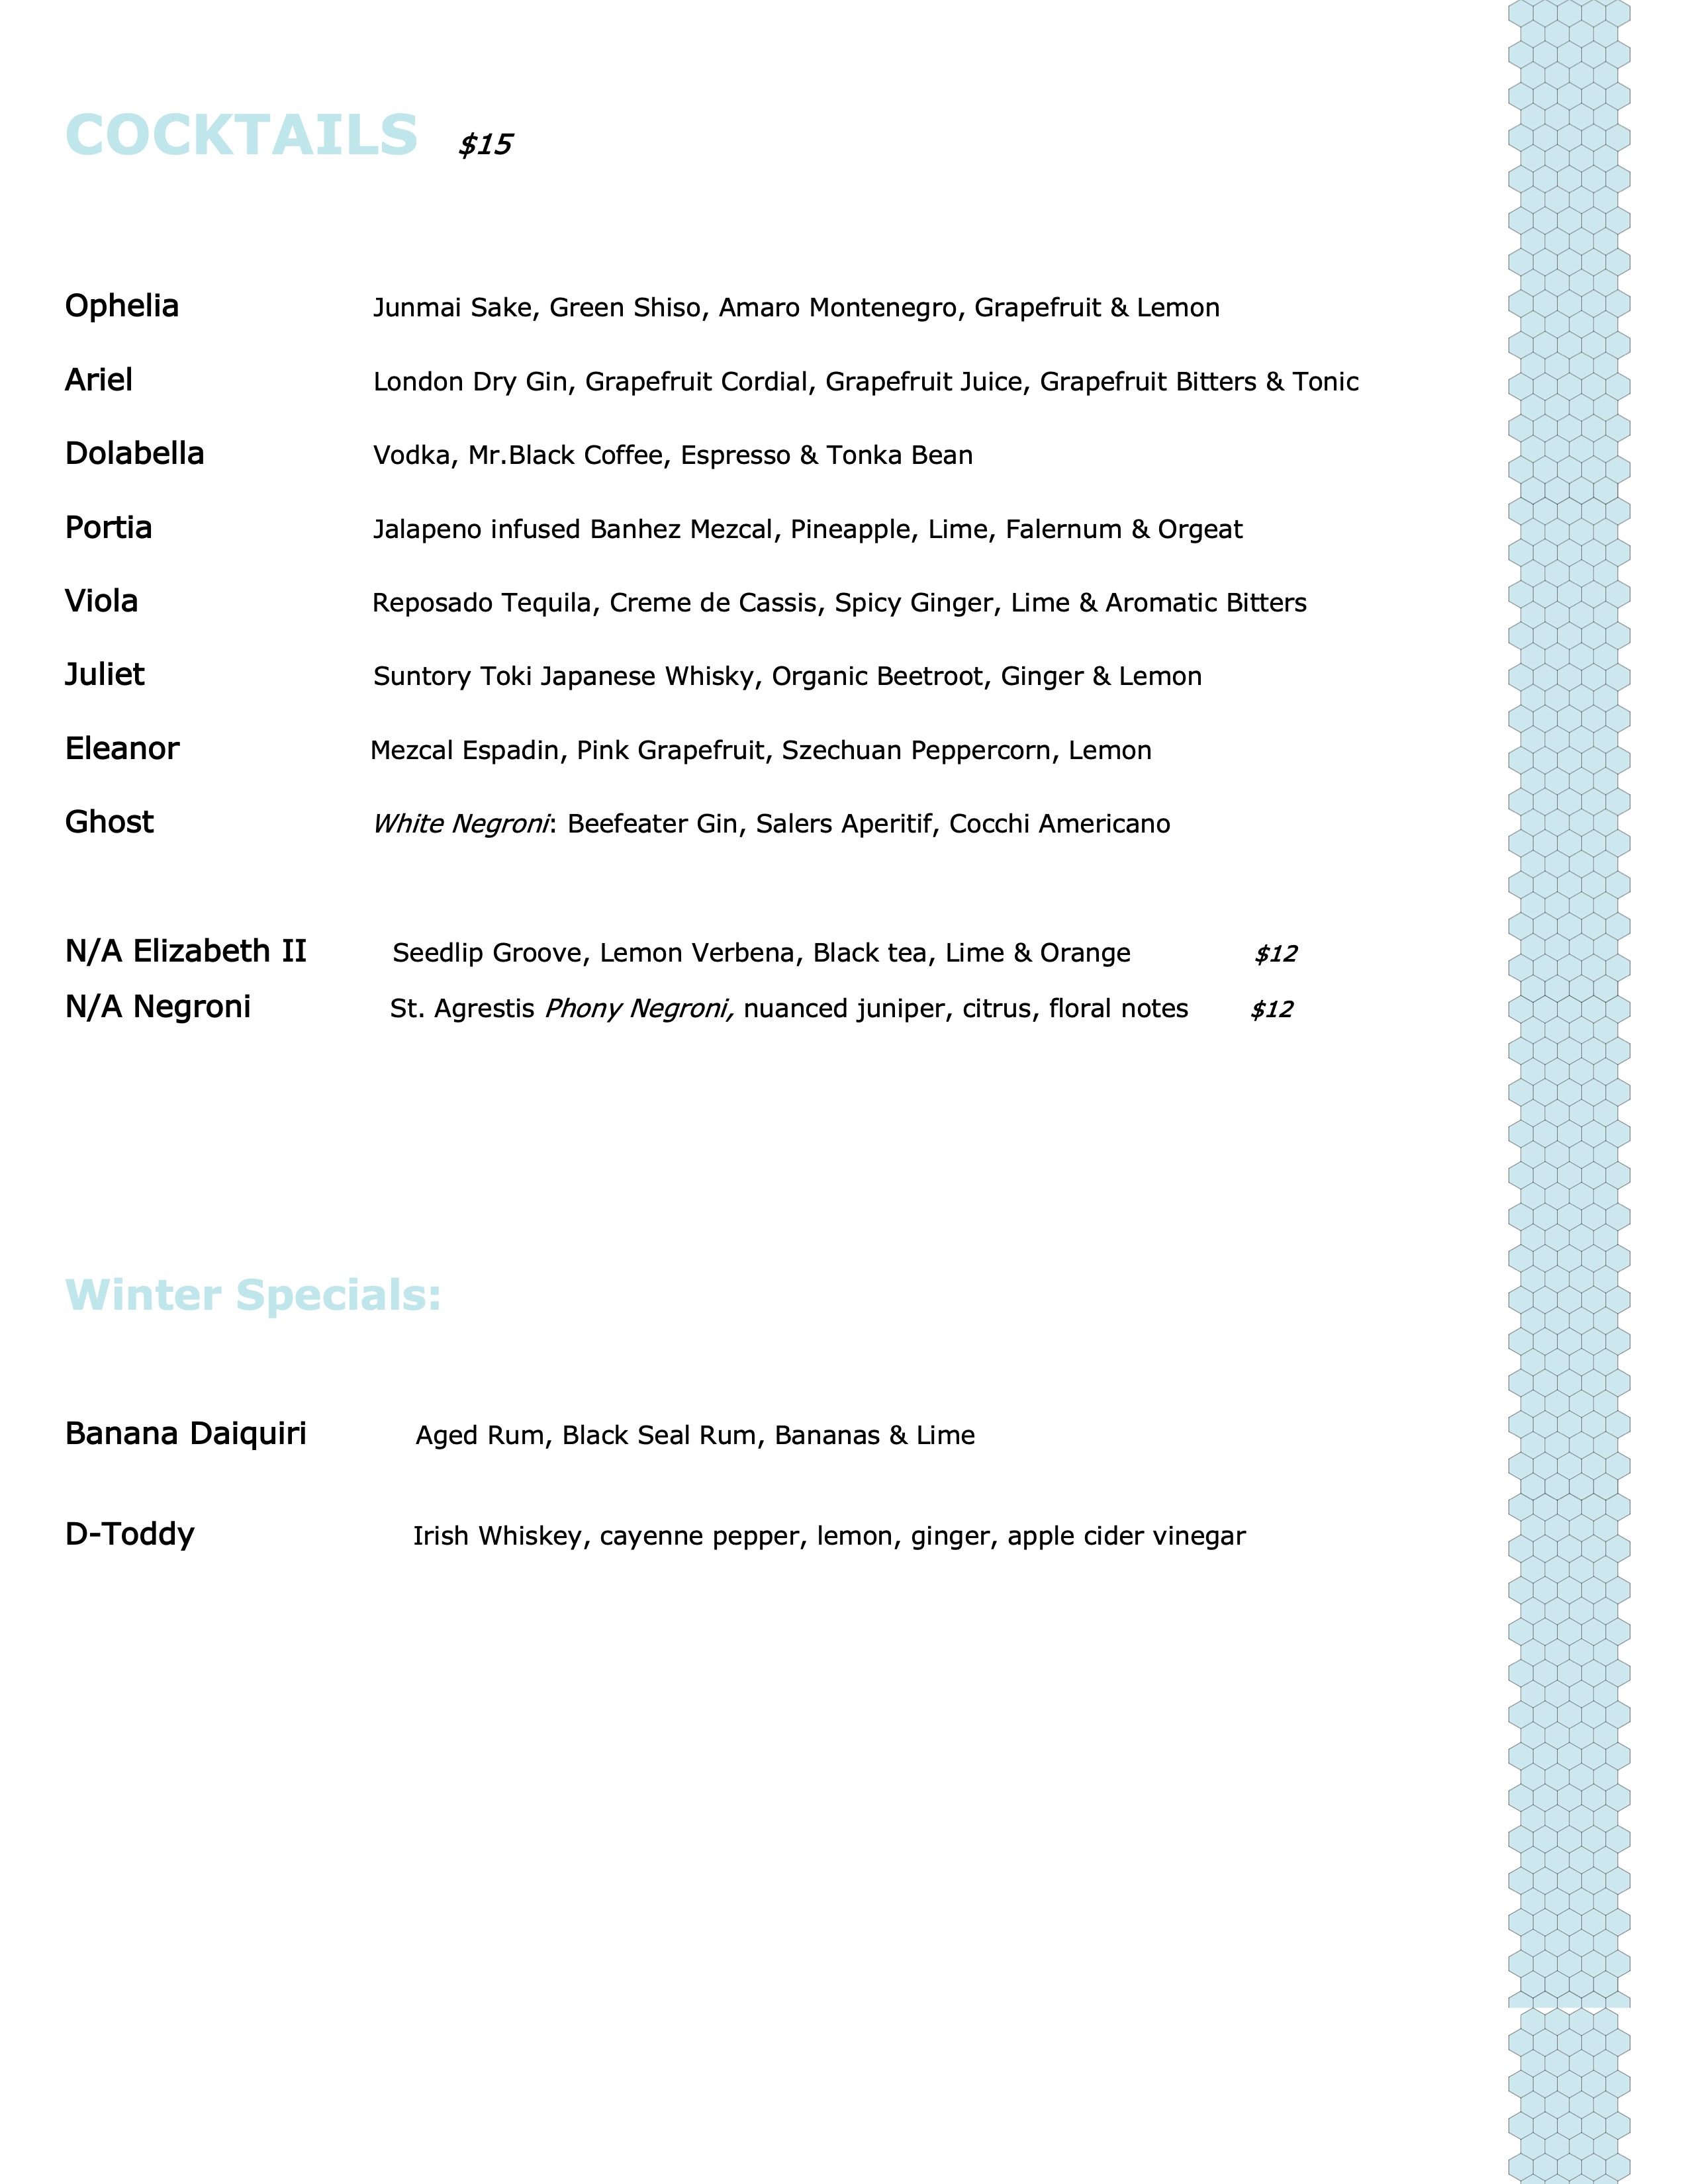 COCKTAILS $15
Ophelia Junmai Sake, Green Shiso, Amaro Montenegro, Grapefruit & Lemon
Ariel London Dry Gin, Grapefruit Cordial, Grapefruit Juice, Grapefruit Bitters & Tonic
Dolabella Vodka, Mr.Black Coffee, Espresso & Tonka Bean
Portia Jalapeno infused Banhez Mezcal, Pineapple, Lime, Falernum & Orgeat
Viola Reposado Tequila, Creme de Cassis, Spicy Ginger, Lime & Aromatic Bitters
Juliet Suntory Toki Japanese Whisky, Organic Beetroot, Ginger & Lemon
Eleanor Mezcal Espadin, Pink Grapefruit, Szechuan Peppercorn, Lemon
Ghost White Negroni: Beefeater Gin, Salers Aperitif, Cocchi Americano
N/A Elizabeth II Seedlip Groove, Lemon Verbena, Black tea, Lime & Orange $12
N/A Negroni St. Agrestis Phony Negroni, nuanced juniper, citrus, floral notes $12
Winter Specials:
Banana Daiquiri Aged Rum, Black Seal Rum, Bananas & Lime
D-Toddy Irish Whiskey, cayenne pepper, lemon, ginger, apple cider vinegar